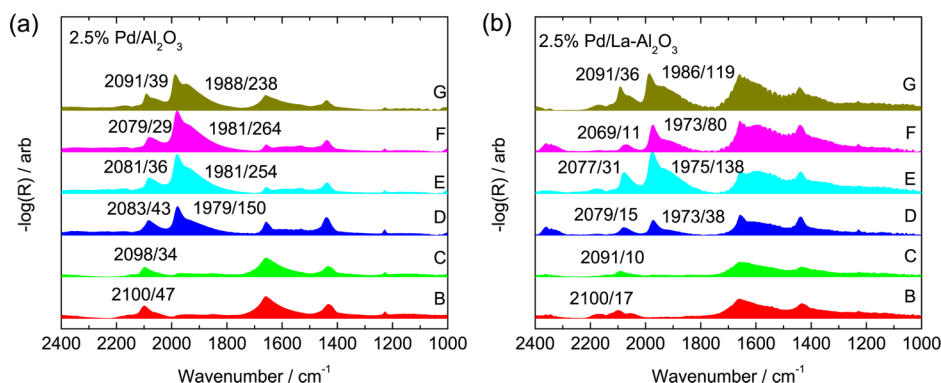 (a)
2.5% Pd/Al₂O₃
2091/39 1988/238 G
2079/29 1981/264 F
2081/36 1981/254 E
2083/43 1979/150 D
2098/34 C
2100/47 B
-log(R) / arb
2400 2200 2000 1800 1600 1400 1200 1000
Wavenumber / cm⁻¹
(b)
2.5% Pd/La-Al₂O₃
2091/36 1986/119 G
2069/11 1973/80 F
2077/31 1975/138 E
2079/15 1973/38 D
2091/10 C
2100/17 B
-log(R) / arb
2400 2200 2000 1800 1600 1400 1200 1000
Wavenumber / cm⁻¹